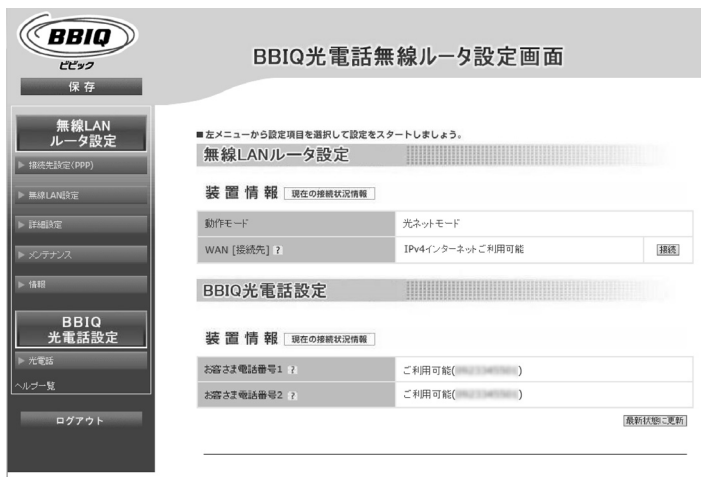 BBIQ
ビビック
BBIQ光電話無線ルータ設定画面
保存
無線LAN
ルータ設定
接続先設定(PPP)
無線LAN設定
詳細設定
メンテナンス
情報
BBIQ
光電話設定
光電話
ヘルプ一覧
ログアウト
■左メニューから設定項目を選択して設定をスタートしましょう。
無線LANルータ設定
装置情報 現在の接続状況情報
動作モード 光ネットモード
WAN [接続先] ? IPv4インターネットご利用可能 接続
BBIQ光電話設定
装置情報 現在の接続状況情報
お客さま電話番号1 ? ご利用可能( )
お客さま電話番号2 ? ご利用可能( )
最新状態に更新